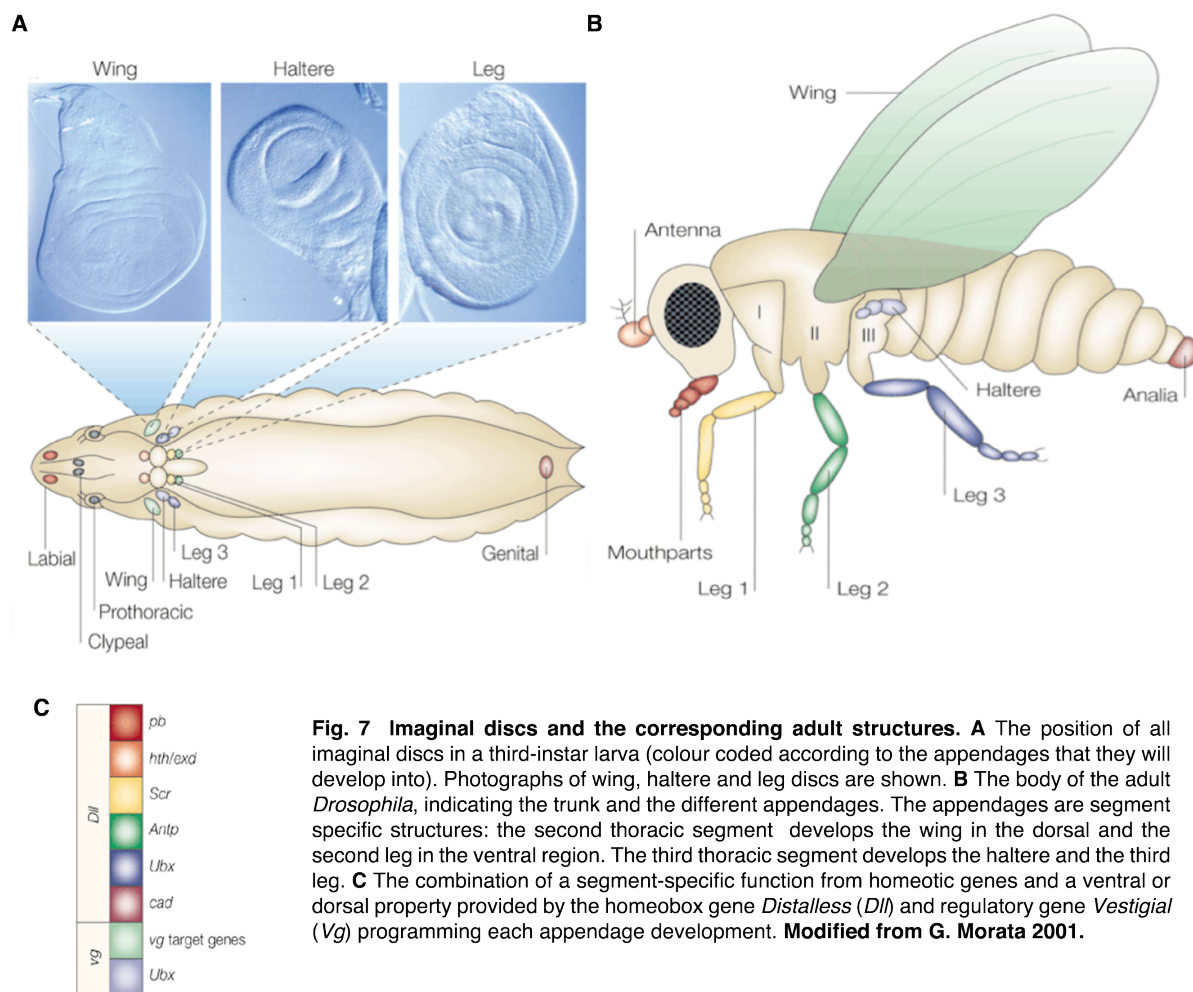 A
Wing
Haltere
Leg
Labial
Wing
Haltere
Leg 3
Leg 1
Leg 2
Genital
Prothoracic
Clypeal
B
Wing
Antenna
I
II
III
Haltere
Analia
Leg 3
Mouthparts
Leg 1
Leg 2
C
Dll
pb
hth/exd
Scr
Antp
Ubx
cad
vg
vg target genes
Ubx
Fig. 7 Imaginal discs and the corresponding adult structures. A The position of all
imaginal discs in a third-instar larva (colour coded according to the appendages that they will
develop into). Photographs of wing, haltere and leg discs are shown. B The body of the adult
Drosophila, indicating the trunk and the different appendages. The appendages are segment
specific structures: the second thoracic segment develops the wing in the dorsal and the
second leg in the ventral region. The third thoracic segment develops the haltere and the third
leg. C The combination of a segment-specific function from homeotic genes and a ventral or
dorsal property provided by the homeobox gene Distalless (Dll) and regulatory gene Vestigial
(Vg) programming each appendage development. Modified from G. Morata 2001.